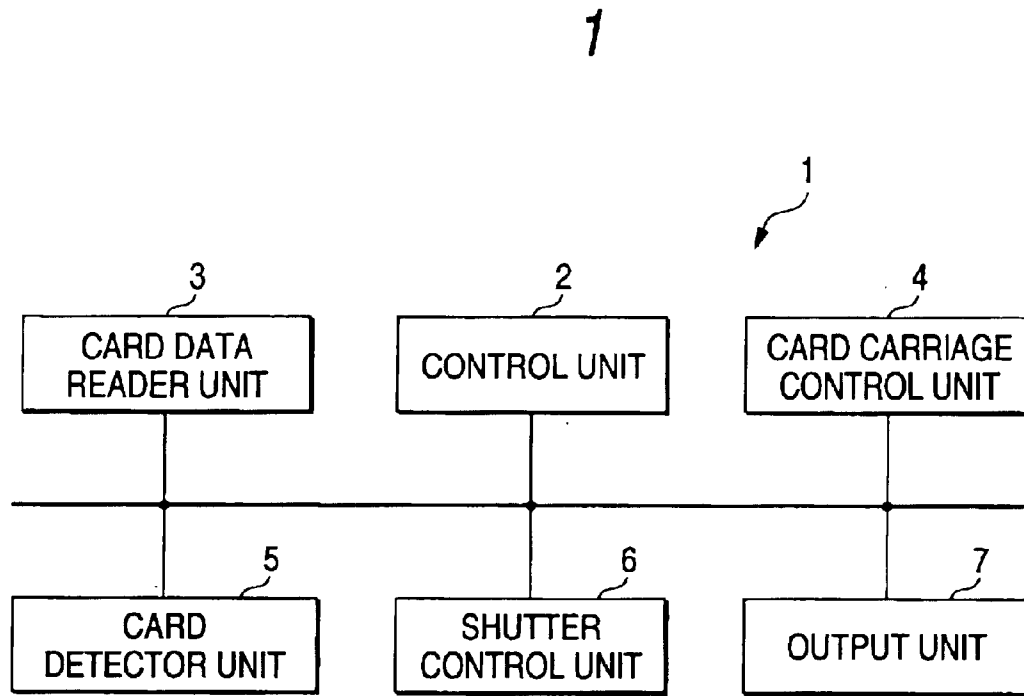 1
1
3
2
4
CARD DATA
READER UNIT
CONTROL UNIT
CARD CARRIAGE
CONTROL UNIT
5
6
7
CARD
DETECTOR UNIT
SHUTTER
CONTROL UNIT
OUTPUT UNIT